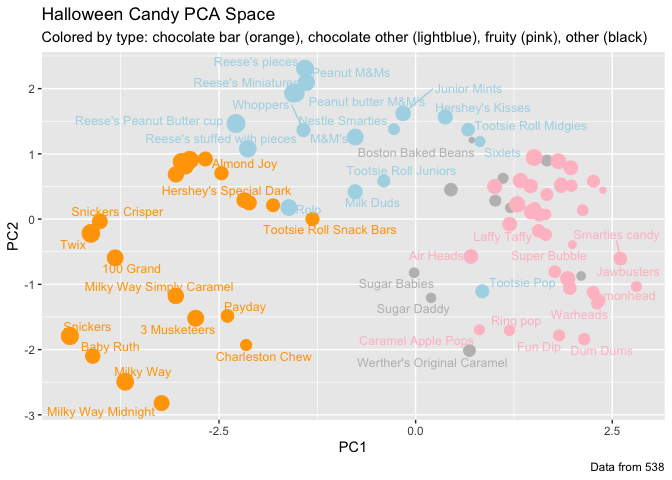 Halloween Candy PCA Space
Colored by type: chocolate bar (orange), chocolate other (lightblue), fruity (pink), other (black)
Reese's pieces
Peanut M&Ms
Reese's Miniatures
Junior Mints
Peanut butter M&M's
Whoppers
Hershey's Kisses
Reese's Peanut Butter cup
Nestle Smarties
Tootsie Roll Midgies
Reese's stuffed with pieces
M&M's
Sixlets
Boston Baked Beans
Almond Joy
Tootsie Roll Juniors
Hershey's Special Dark
Milk Duds
Rolo
Snickers Crisper
Tootsie Roll Snack Bars
Laffy Taffy
Smarties candy
Twix
Air Heads
Super Bubble
100 Grand
Jawbusters
Milky Way Simply Caramel
Sugar Babies
Tootsie Pop
monhead
Payday
Sugar Daddy
Warheads
Snickers
3 Musketeers
Ring pop
Baby Ruth
Caramel Apple Pops
Fun Dip
Dum Dums
Charleston Chew
Werther's Original Caramel
Milky Way
Milky Way Midnight
2
1
0
-1
-2
-3
PC2
-2.5
0.0
2.5
PC1
Data from 538